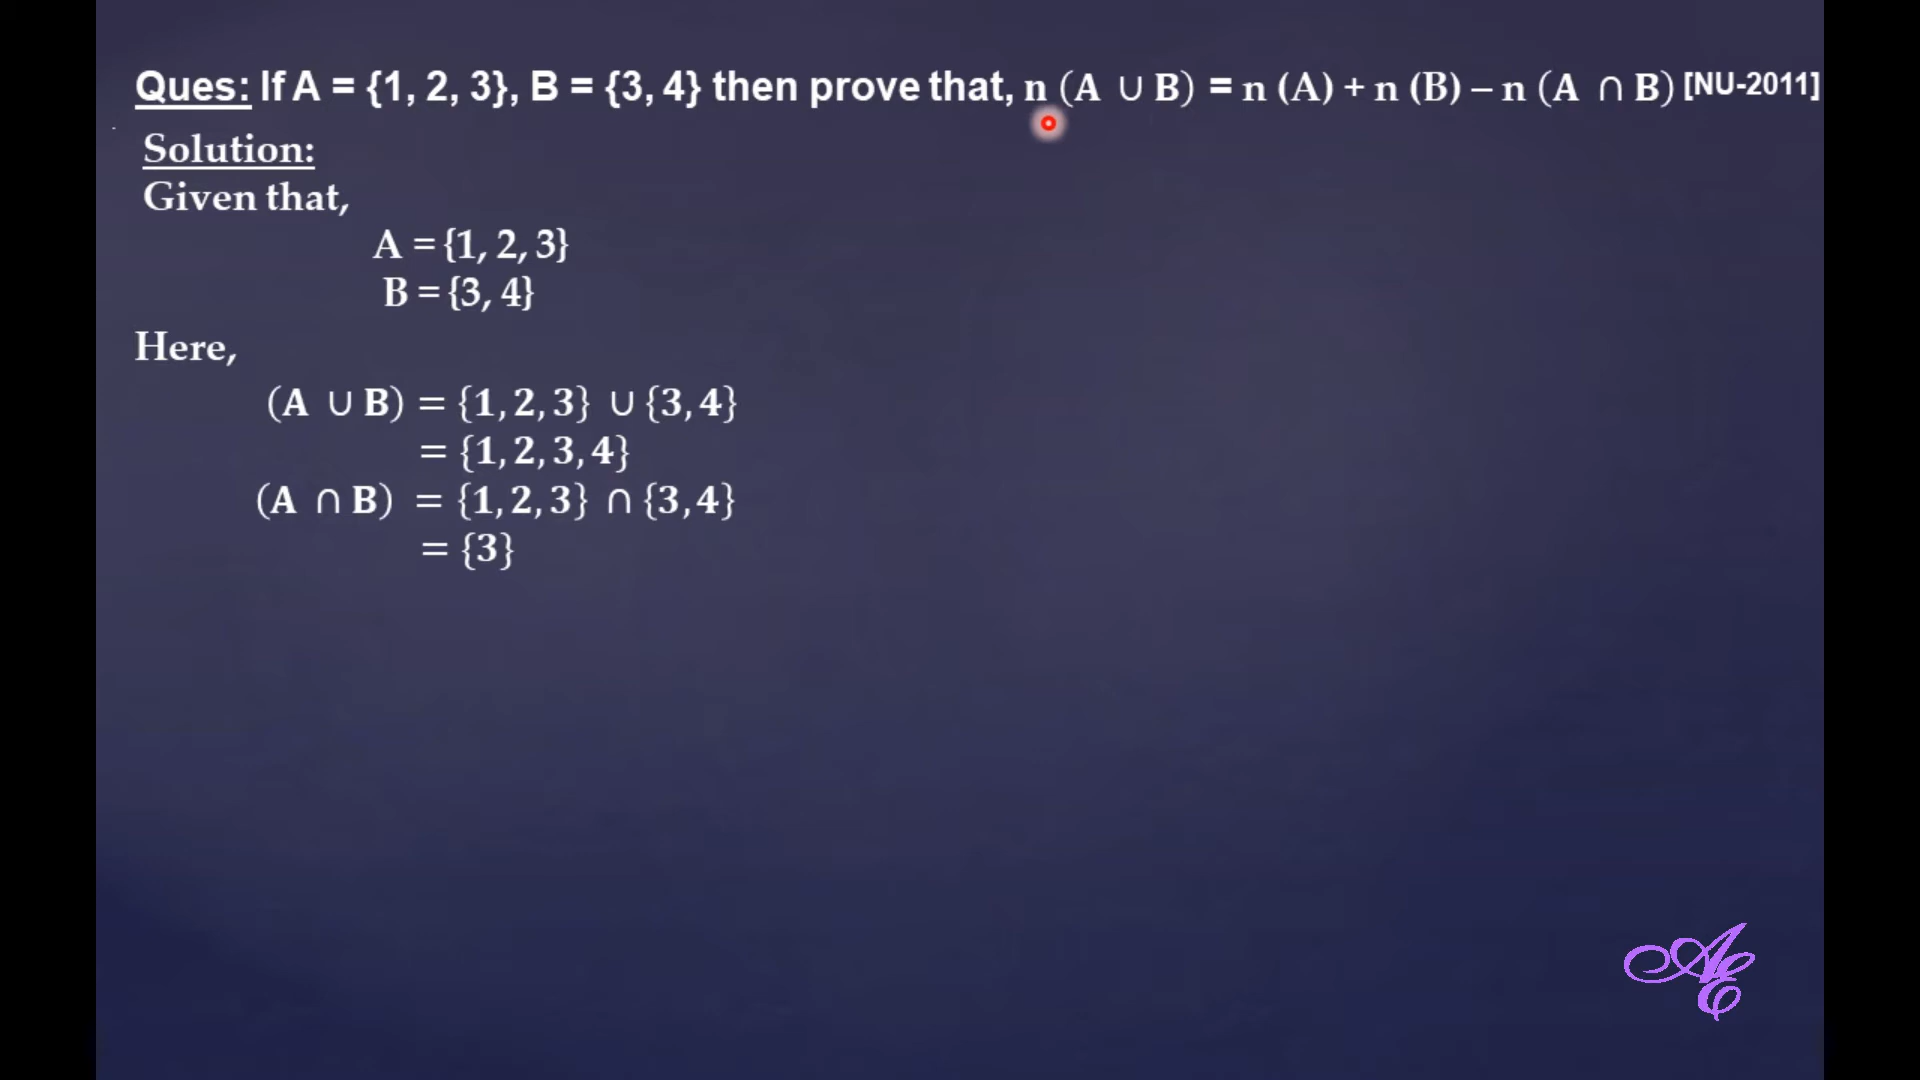 Ques: If A = {1, 2, 3}, B = {3, 4} then prove that, n (A ∪ B) = n (A) + n (B) – n (A ∩ B) [NU-2011]
Solution:
Given that,
A = {1, 2, 3}
B = {3, 4}
Here,
(A ∪ B) = {1, 2, 3} ∪ {3, 4}
= {1, 2, 3, 4}
(A ∩ B) = {1, 2, 3} ∩ {3, 4}
= {3}
AE